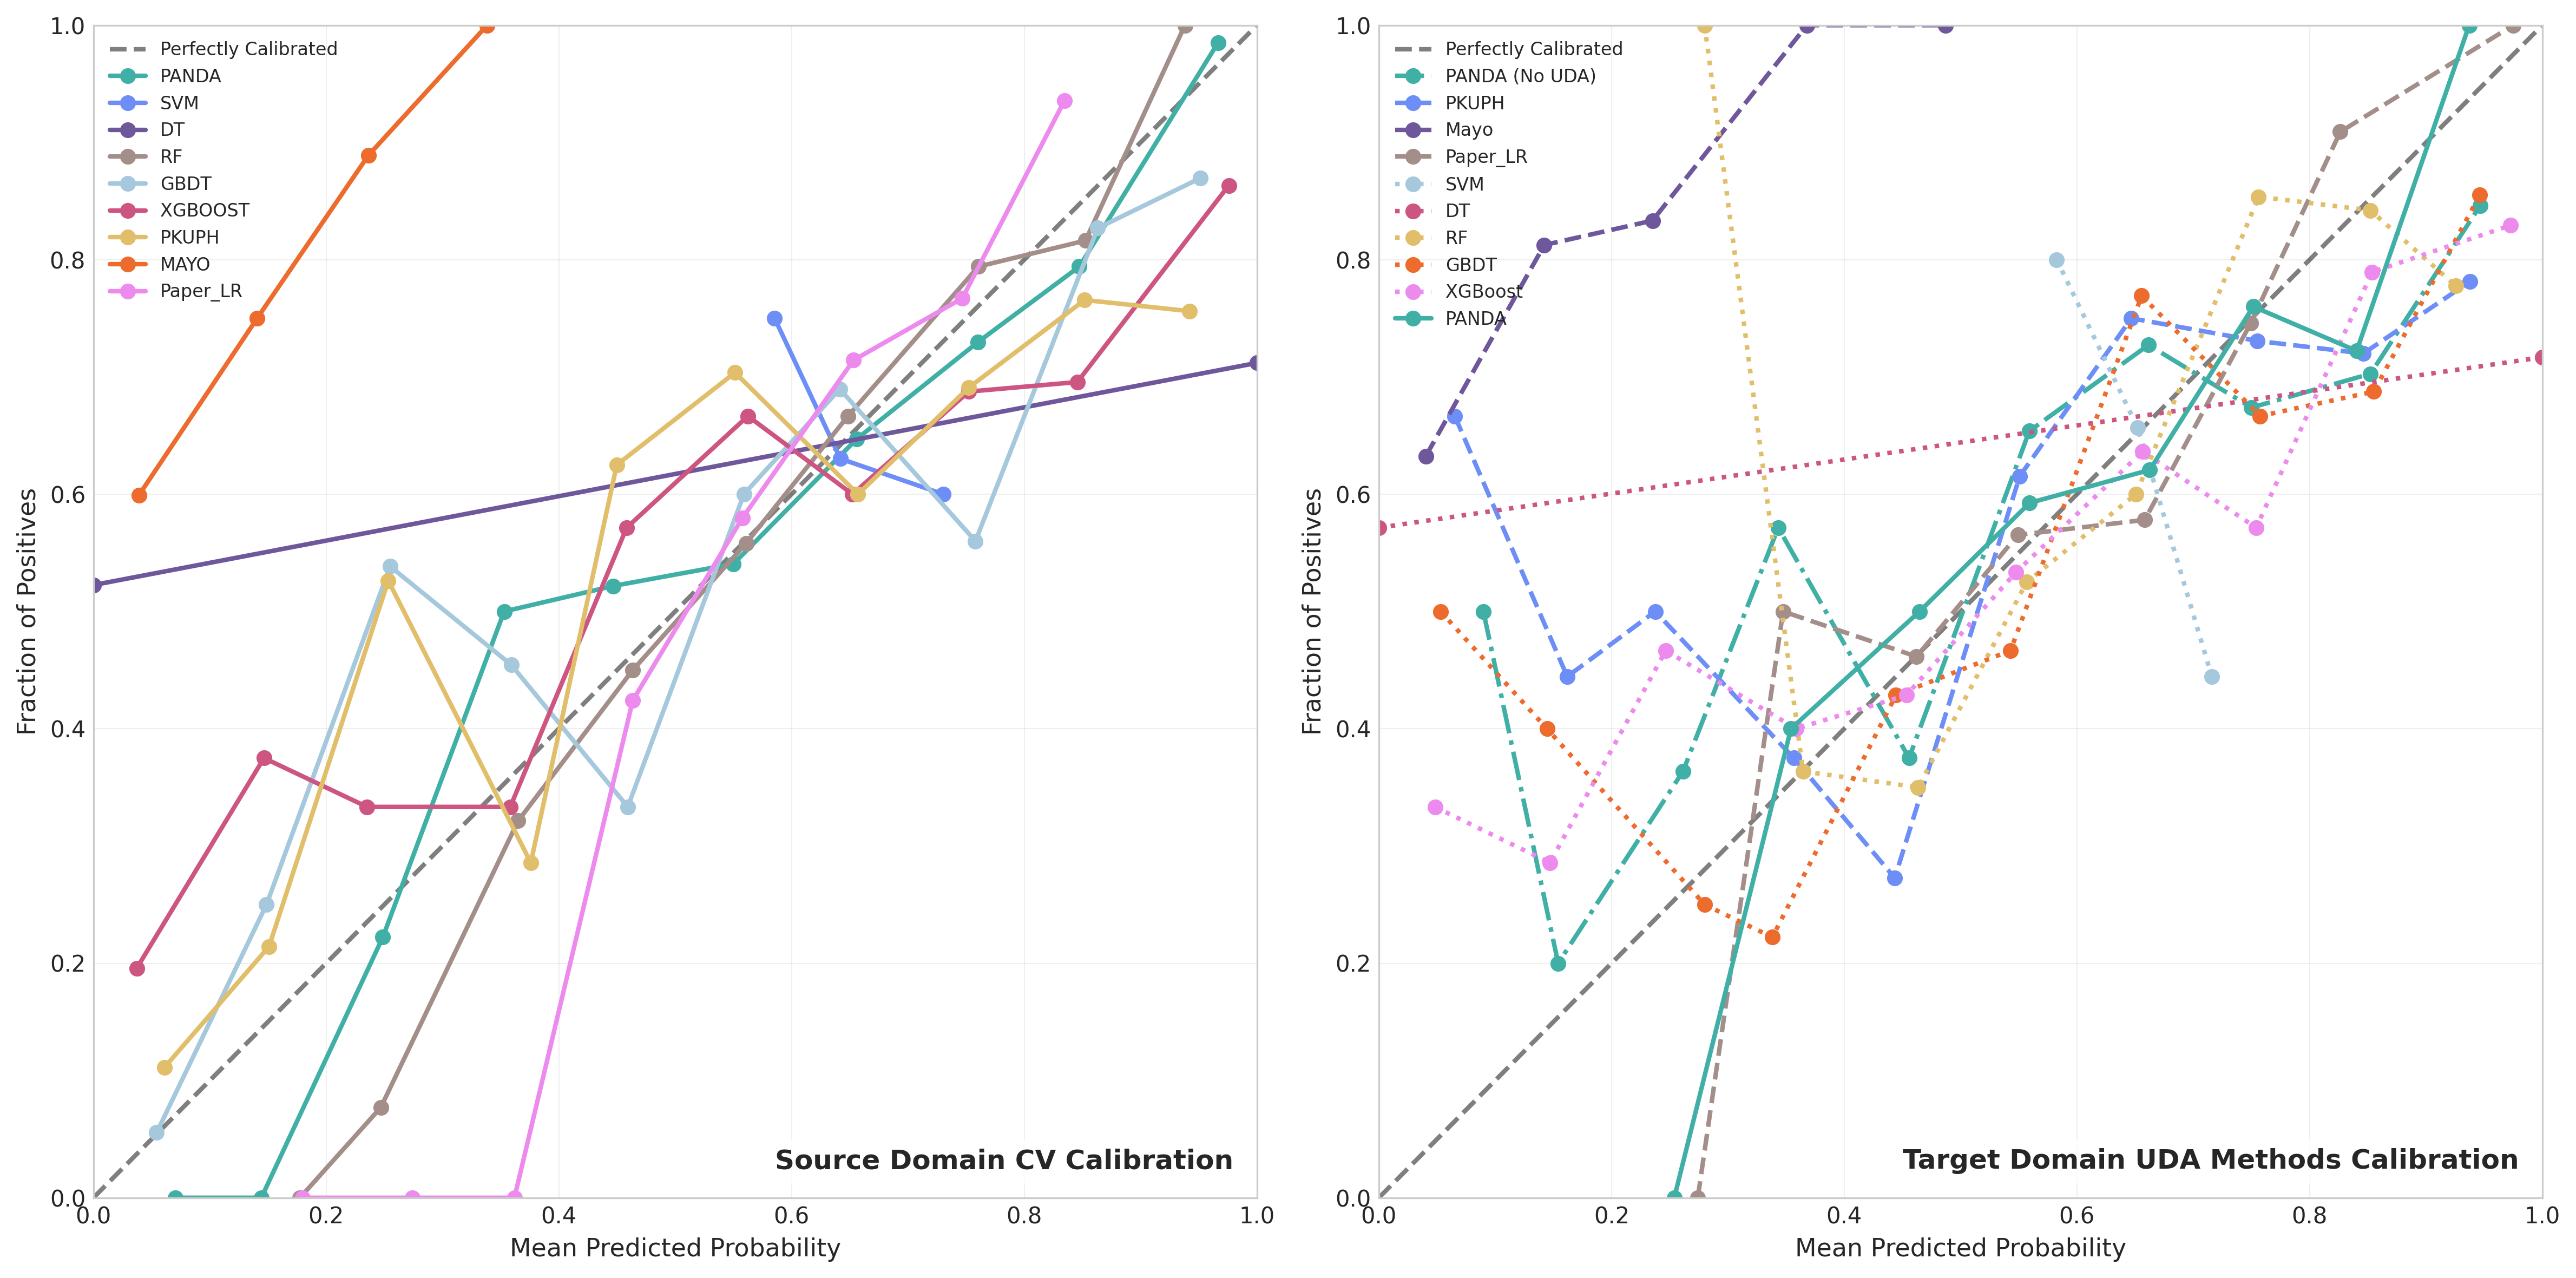 1.0
0.8
0.6
0.4
0.2
0.0
Fraction of Positives
Perfectly Calibrated
PANDA
SVM
DT
RF
GBDT
XGBOOST
PKUPH
MAYO
Paper_LR
Source Domain CV Calibration
0.0 0.2 0.4 0.6 0.8 1.0
Mean Predicted Probability
1.0
0.8
0.6
0.4
0.2
0.0
Fraction of Positives
Perfectly Calibrated
PANDA (No UDA)
PKUPH
Mayo
Paper_LR
SVM
DT
RF
GBDT
XGBoost
PANDA
Target Domain UDA Methods Calibration
0.0 0.2 0.4 0.6 0.8 1.0
Mean Predicted Probability